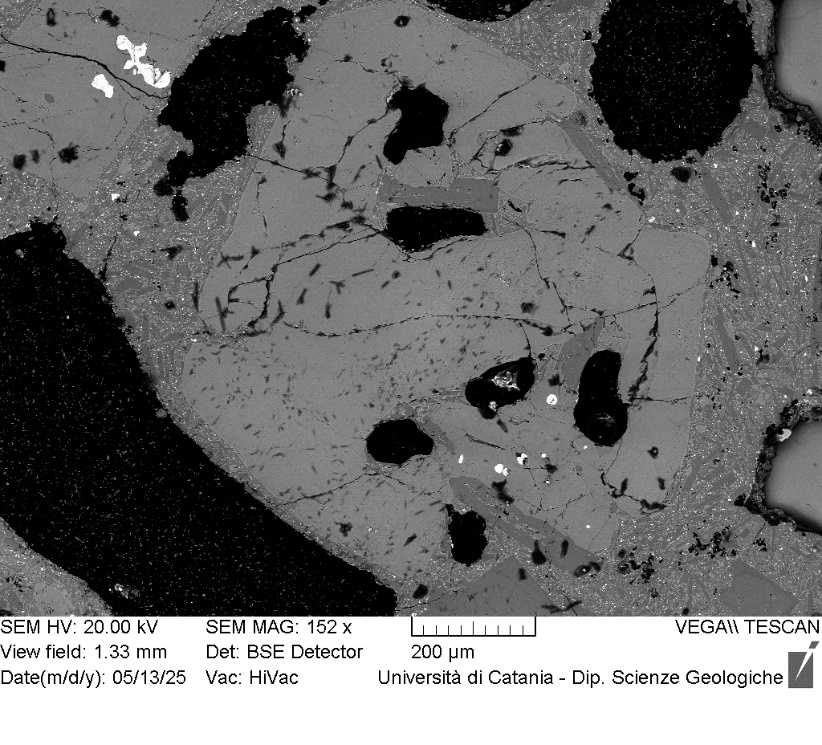 SEM HV: 20.00 kV SEM MAG: 152 x VEGA\\ TESCAN
View field: 1.33 mm Det: BSE Detector 200 µm
Date(m/d/y): 05/13/25 Vac: HiVac Università di Catania - Dip. Scienze Geologiche